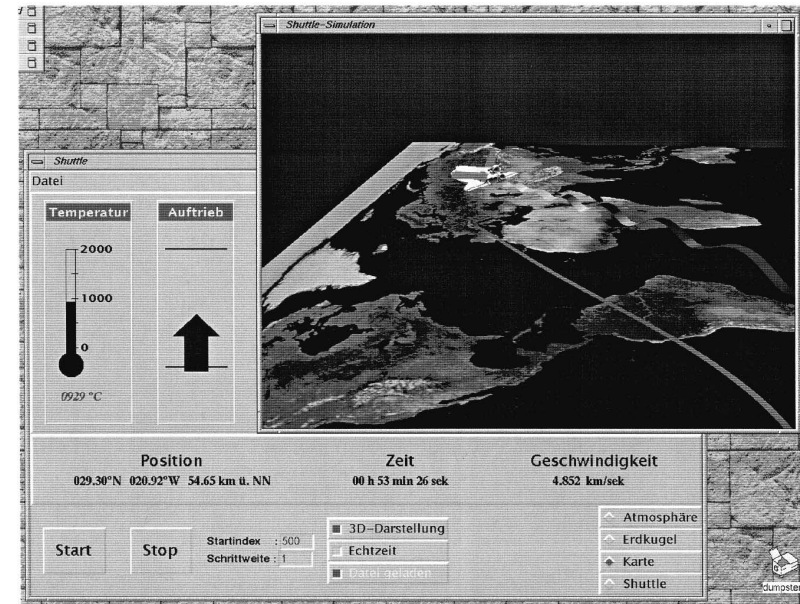 Shuttle-Simulation
Shuttle
Datei
Temperatur
Auftrieb
2000
1000
0
0929 °C
Position
029.30°N 020.92°W 54.65 km ü. NN
Zeit
00 h 53 min 26 sek
Geschwindigkeit
4.852 km/sek
Start
Stop
Startindex : 500
Schrittweite : 1
3D-Darstellung
Echtzeit
Datei geladen
Atmosphäre
Erdkugel
Karte
Shuttle
dumpster